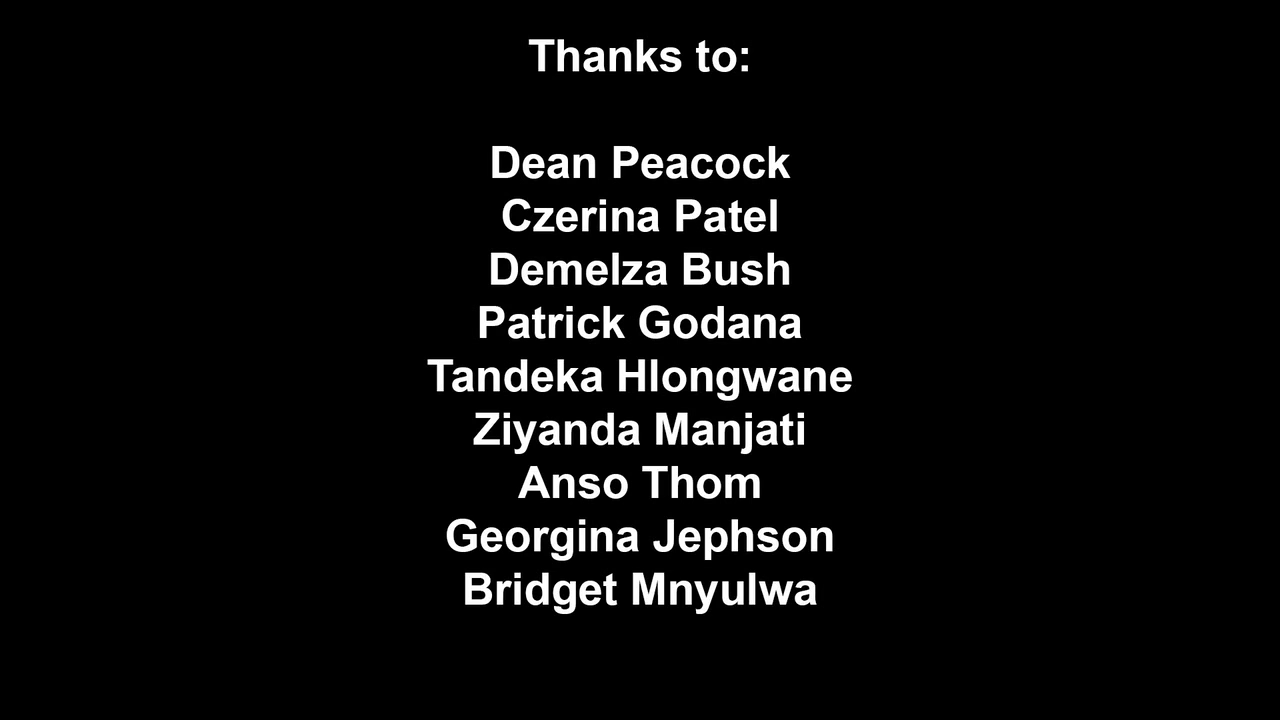 Thanks to:
Dean Peacock
Czerina Patel
Demelza Bush
Patrick Godana
Tandeka Hlongwane
Ziyanda Manjati
Anso Thom
Georgina Jephson
Bridget Mnyulwa